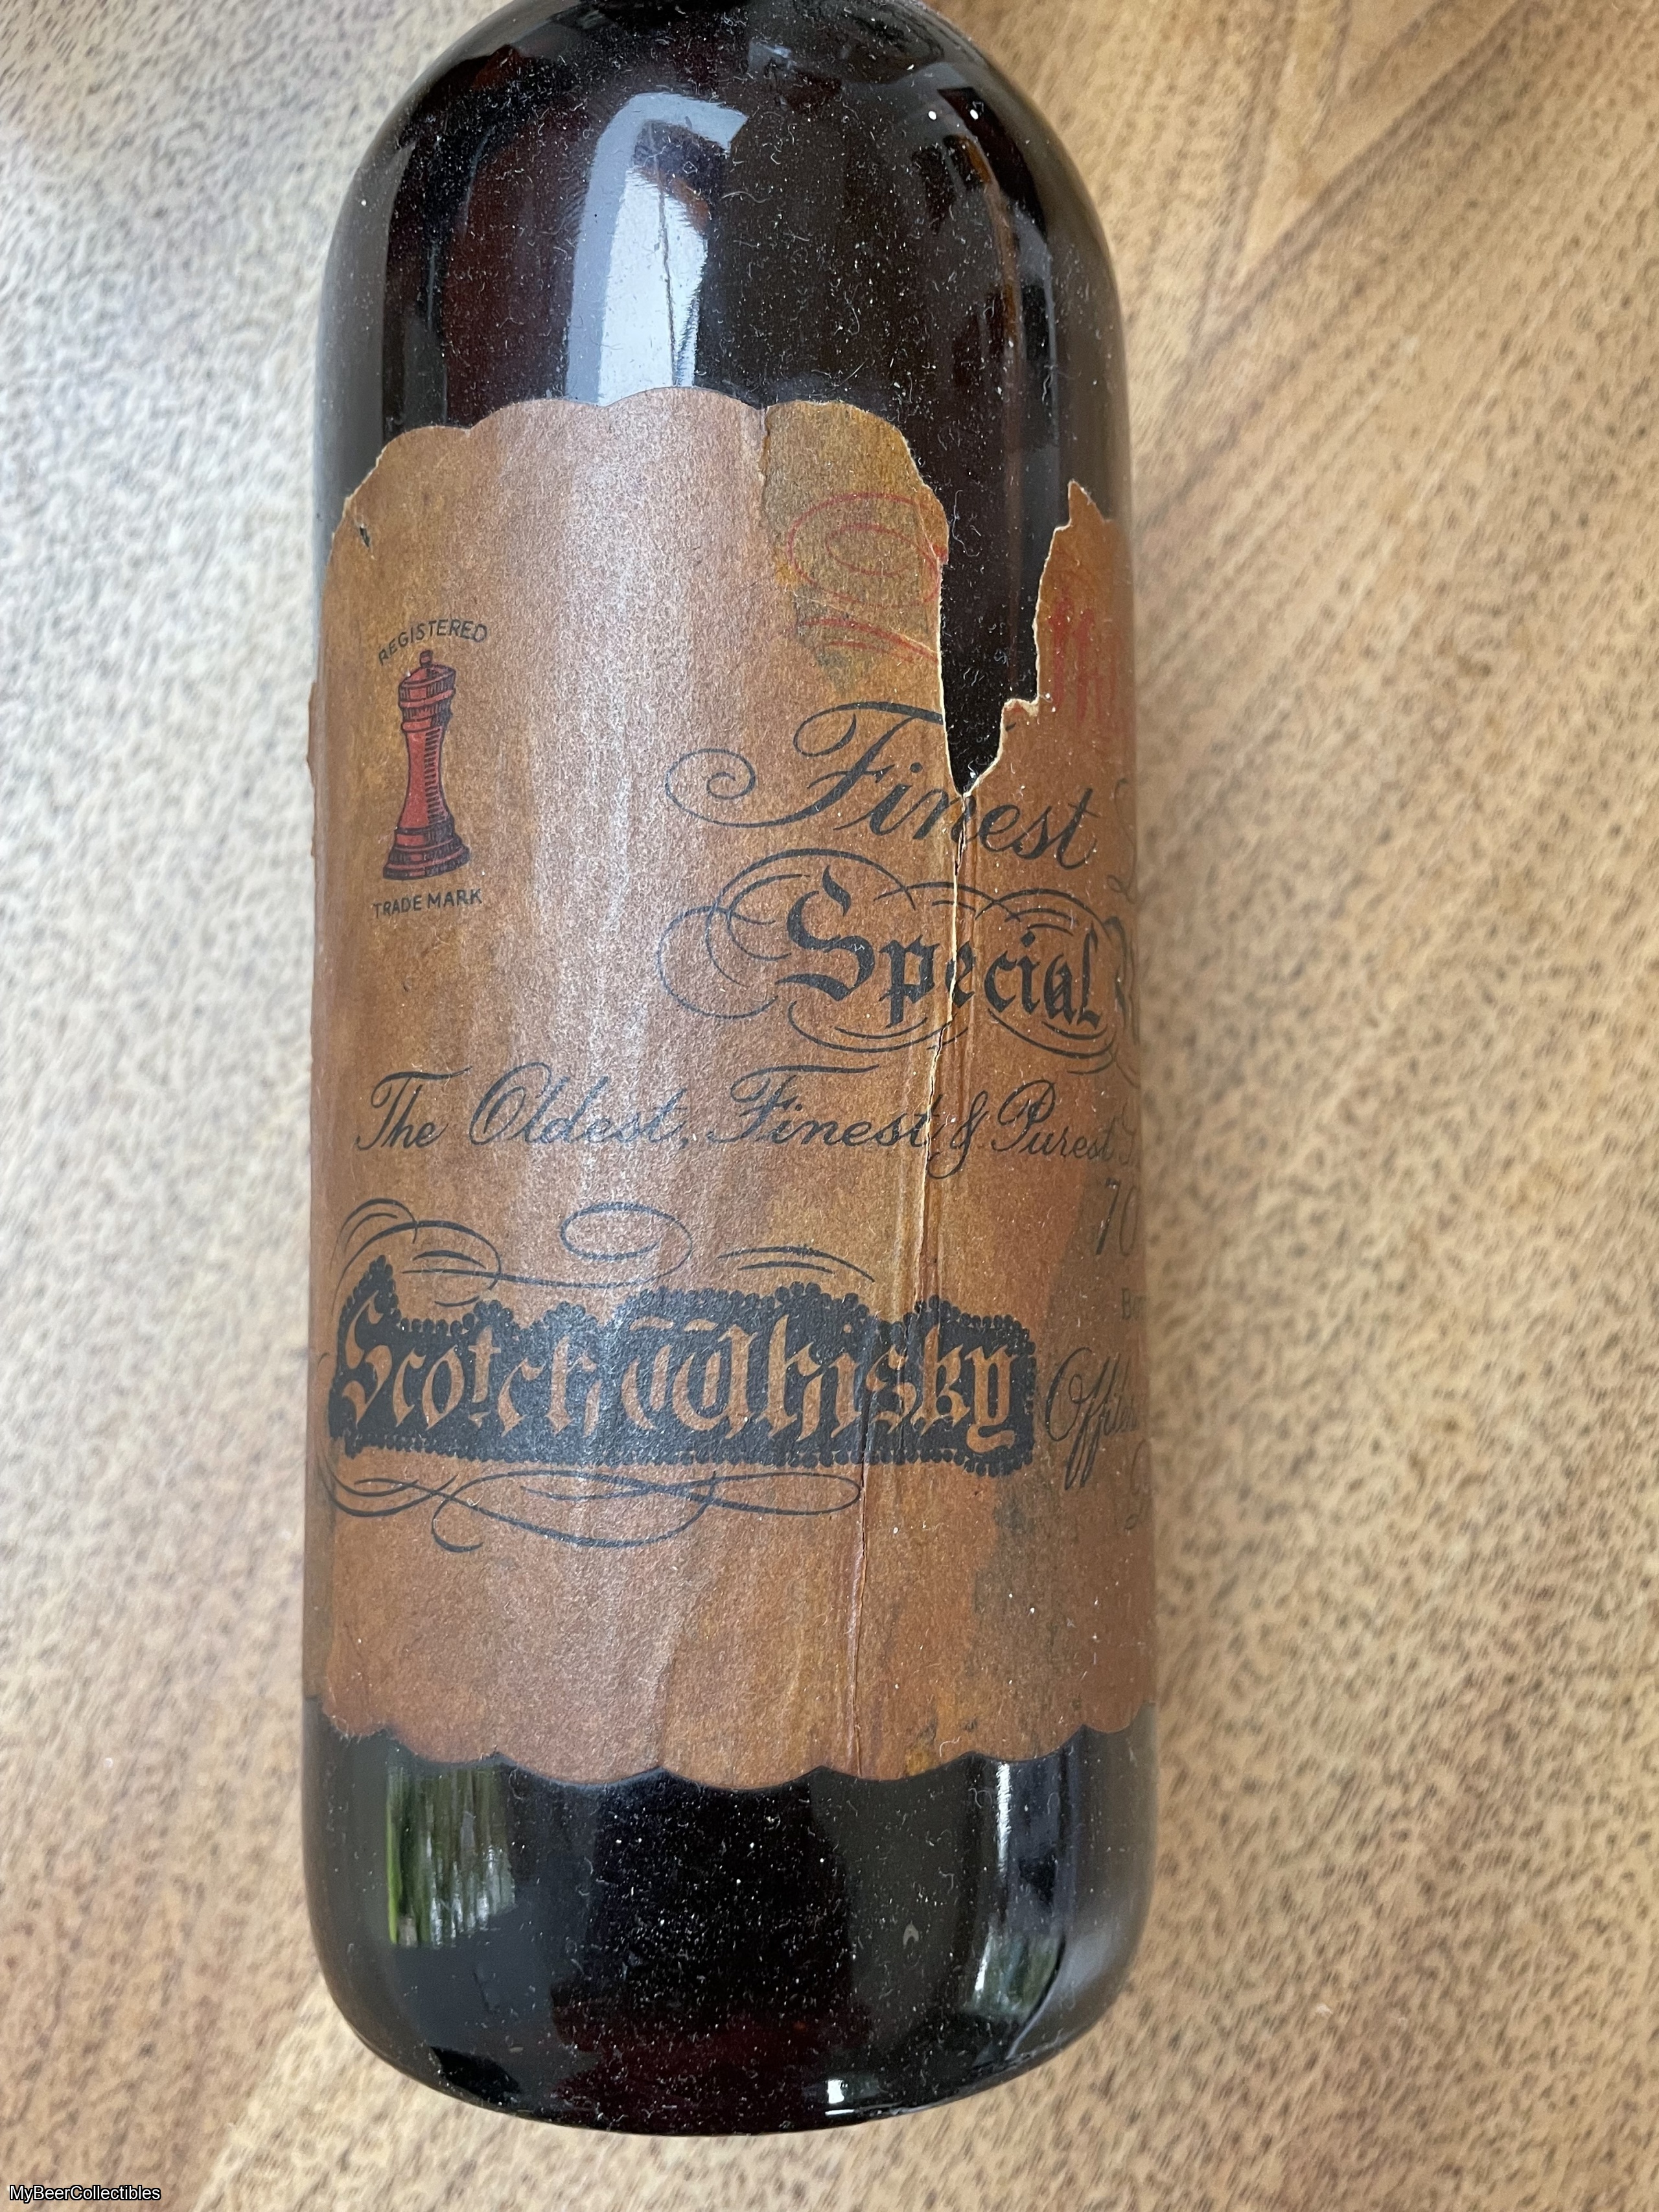 REGISTERED
TRADE MARK
Finest
Special
The Oldest, Finest & Purest
70
Scotch Whisky
MyBeerCollectibles